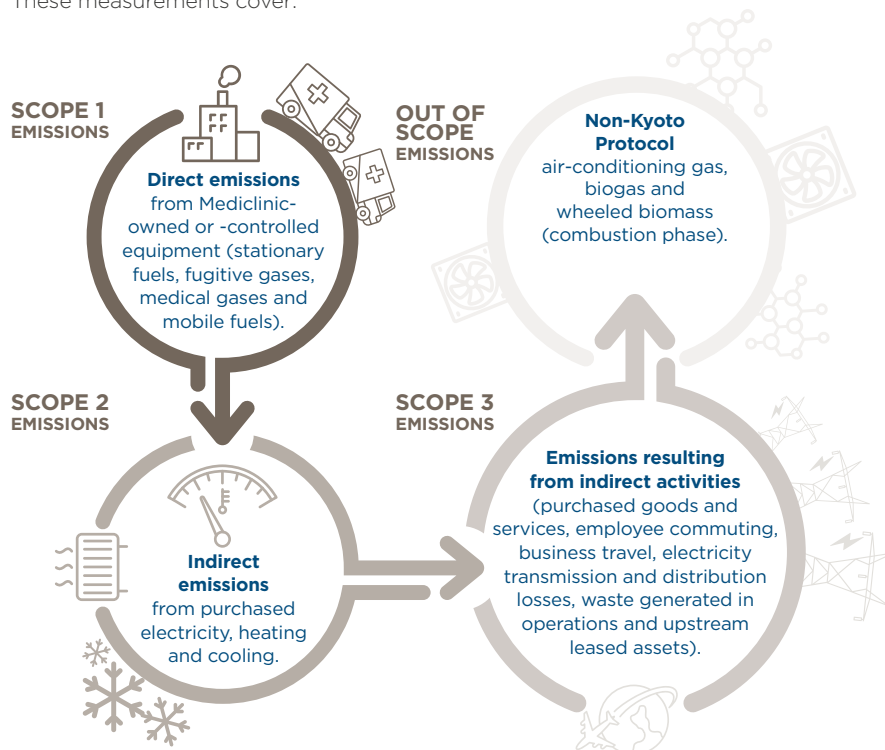 These measurements cover:
SCOPE 1
EMISSIONS
Direct emissions
from Mediclinic-
owned or -controlled
equipment (stationary
fuels, fugitive gases,
medical gases and
mobile fuels).
SCOPE 2
EMISSIONS
Indirect
emissions
from purchased
electricity, heating
and cooling.
SCOPE 3
EMISSIONS
Emissions resulting
from indirect activities
(purchased goods and
services, employee commuting,
business travel, electricity
transmission and distribution
losses, waste generated in
operations and upstream
leased assets).
OUT OF
SCOPE
EMISSIONS
Non-Kyoto
Protocol
air-conditioning gas,
biogas and
wheeled biomass
(combustion phase).